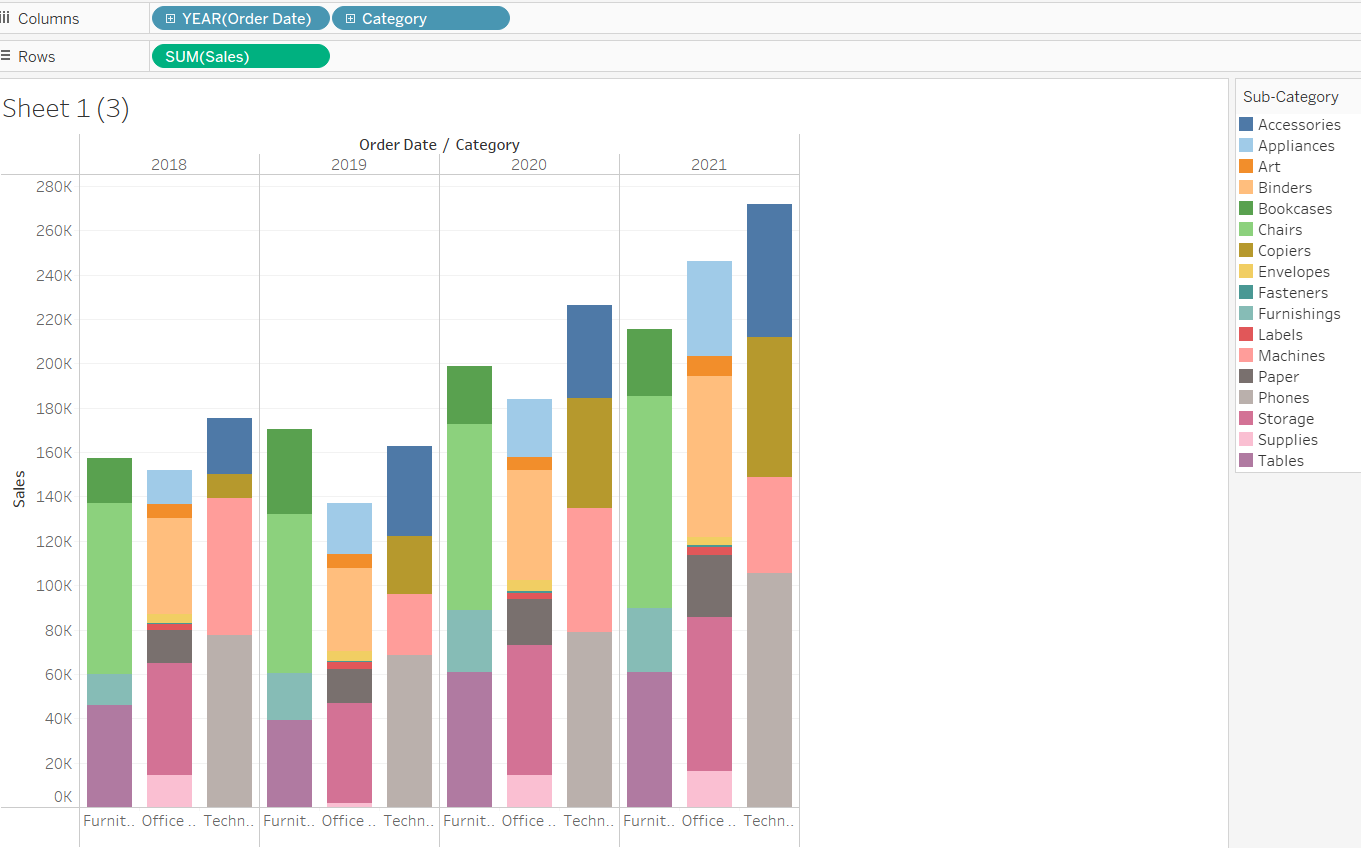 Columns YEAR(Order Date) Category
Rows SUM(Sales)
Sheet 1 (3)
Order Date / Category
2018 2019 2020 2021
280K
260K
240K
220K
200K
180K
160K
140K
120K
100K
80K
60K
40K
20K
0K
Sales
Furnit.. Office .. Techn.. Furnit.. Office .. Techn.. Furnit.. Office .. Techn.. Furnit.. Office .. Techn..
Sub-Category
Accessories
Appliances
Art
Binders
Bookcases
Chairs
Copiers
Envelopes
Fasteners
Furnishings
Labels
Machines
Paper
Phones
Storage
Supplies
Tables